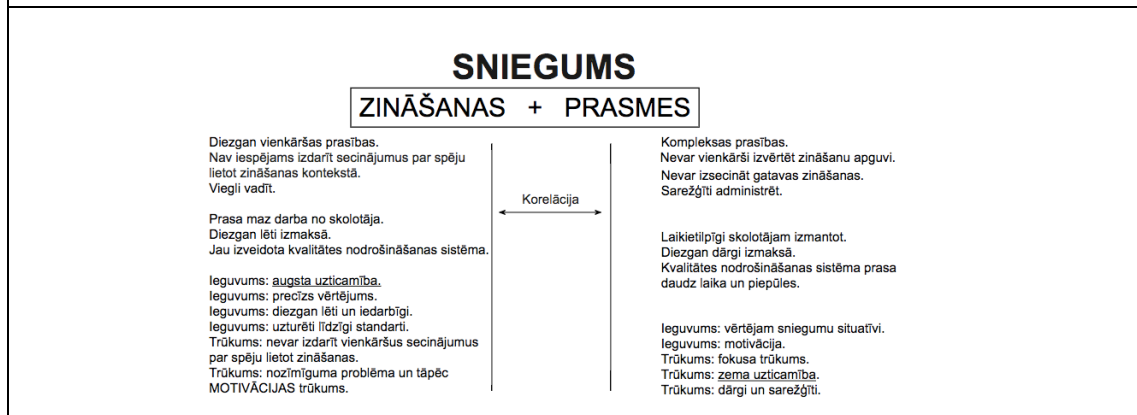 SNIEGUMS
ZINĀŠANAS + PRASMES
Diezgan vienkāršas prasības.
Nav iespējams izdarīt secinājumus par spēju
lietot zināšanas kontekstā.
Viegli vadīt.
Prasa maz darba no skolotāja.
Diezgan lēti izmaksā.
Jau izveidota kvalitātes nodrošināšanas sistēma.
Ieguvums: augsta uzticamība.
Ieguvums: precīzs vērtējums.
Ieguvums: diezgan lēti un iedarbīgi.
Ieguvums: uzturēti līdzīgi standarti.
Trūkums: nevar izdarīt vienkāršus secinājumus
par spēju lietot zināšanas.
Trūkums: nozīmīguma problēma un tāpēc
MOTIVĀCIJAS trūkums.
Korelācija
Kompleksas prasības.
Nevar vienkārši izvērtēt zināšanu apguvi.
Nevar izsecināt gatavas zināšanas.
Sarežģīti administrēt.
Laikietilpīgi skolotājam izmantot.
Diezgan dārgi izmaksā.
Kvalitātes nodrošināšanas sistēma prasa
daudz laika un piepūles.
Ieguvums: vērtējam sniegumu situatīvi.
Ieguvums: motivācija.
Trūkums: fokusa trūkums.
Trūkums: zema uzticamība.
Trūkums: dārgi un sarežģīti.